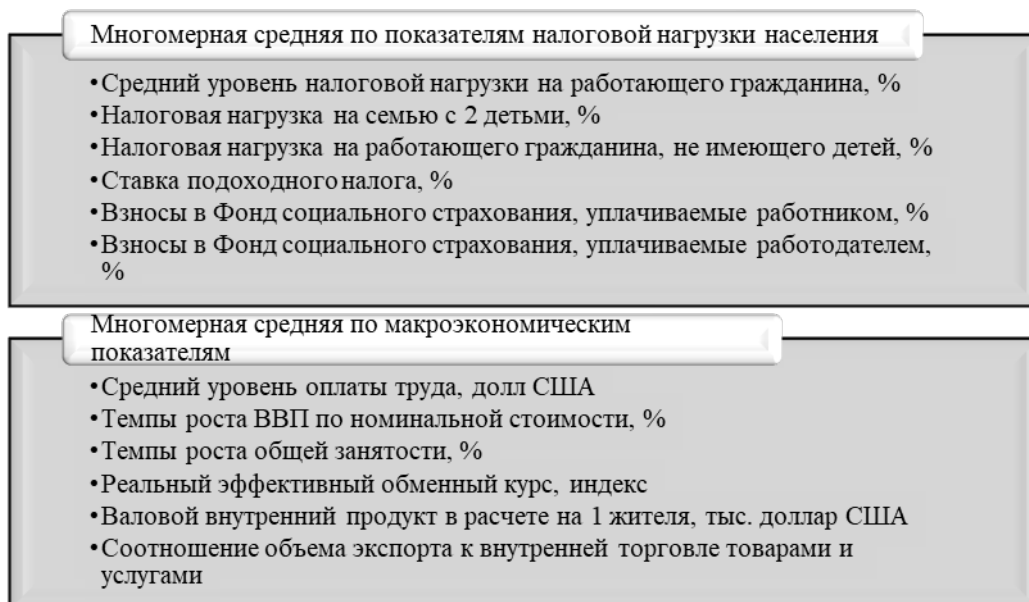 Многомерная средняя по показателям налоговой нагрузки населения
•Средний уровень налоговой нагрузки на работающего гражданина, %
•Налоговая нагрузка на семью с 2 детьми, %
•Налоговая нагрузка на работающего гражданина, не имеющего детей, %
•Ставка подоходного налога, %
•Взносы в Фонд социального страхования, уплачиваемые работником, %
•Взносы в Фонд социального страхования, уплачиваемые работодателем,
%
Многомерная средняя по макроэкономическим
показателям
•Средний уровень оплаты труда, долл США
•Темпы роста ВВП по номинальной стоимости, %
•Темпы роста общей занятости, %
•Реальный эффективный обменный курс, индекс
•Валовой внутренний продукт в расчете на 1 жителя, тыс. доллар США
•Соотношение объема экспорта к внутренней торговле товарами и
услугами